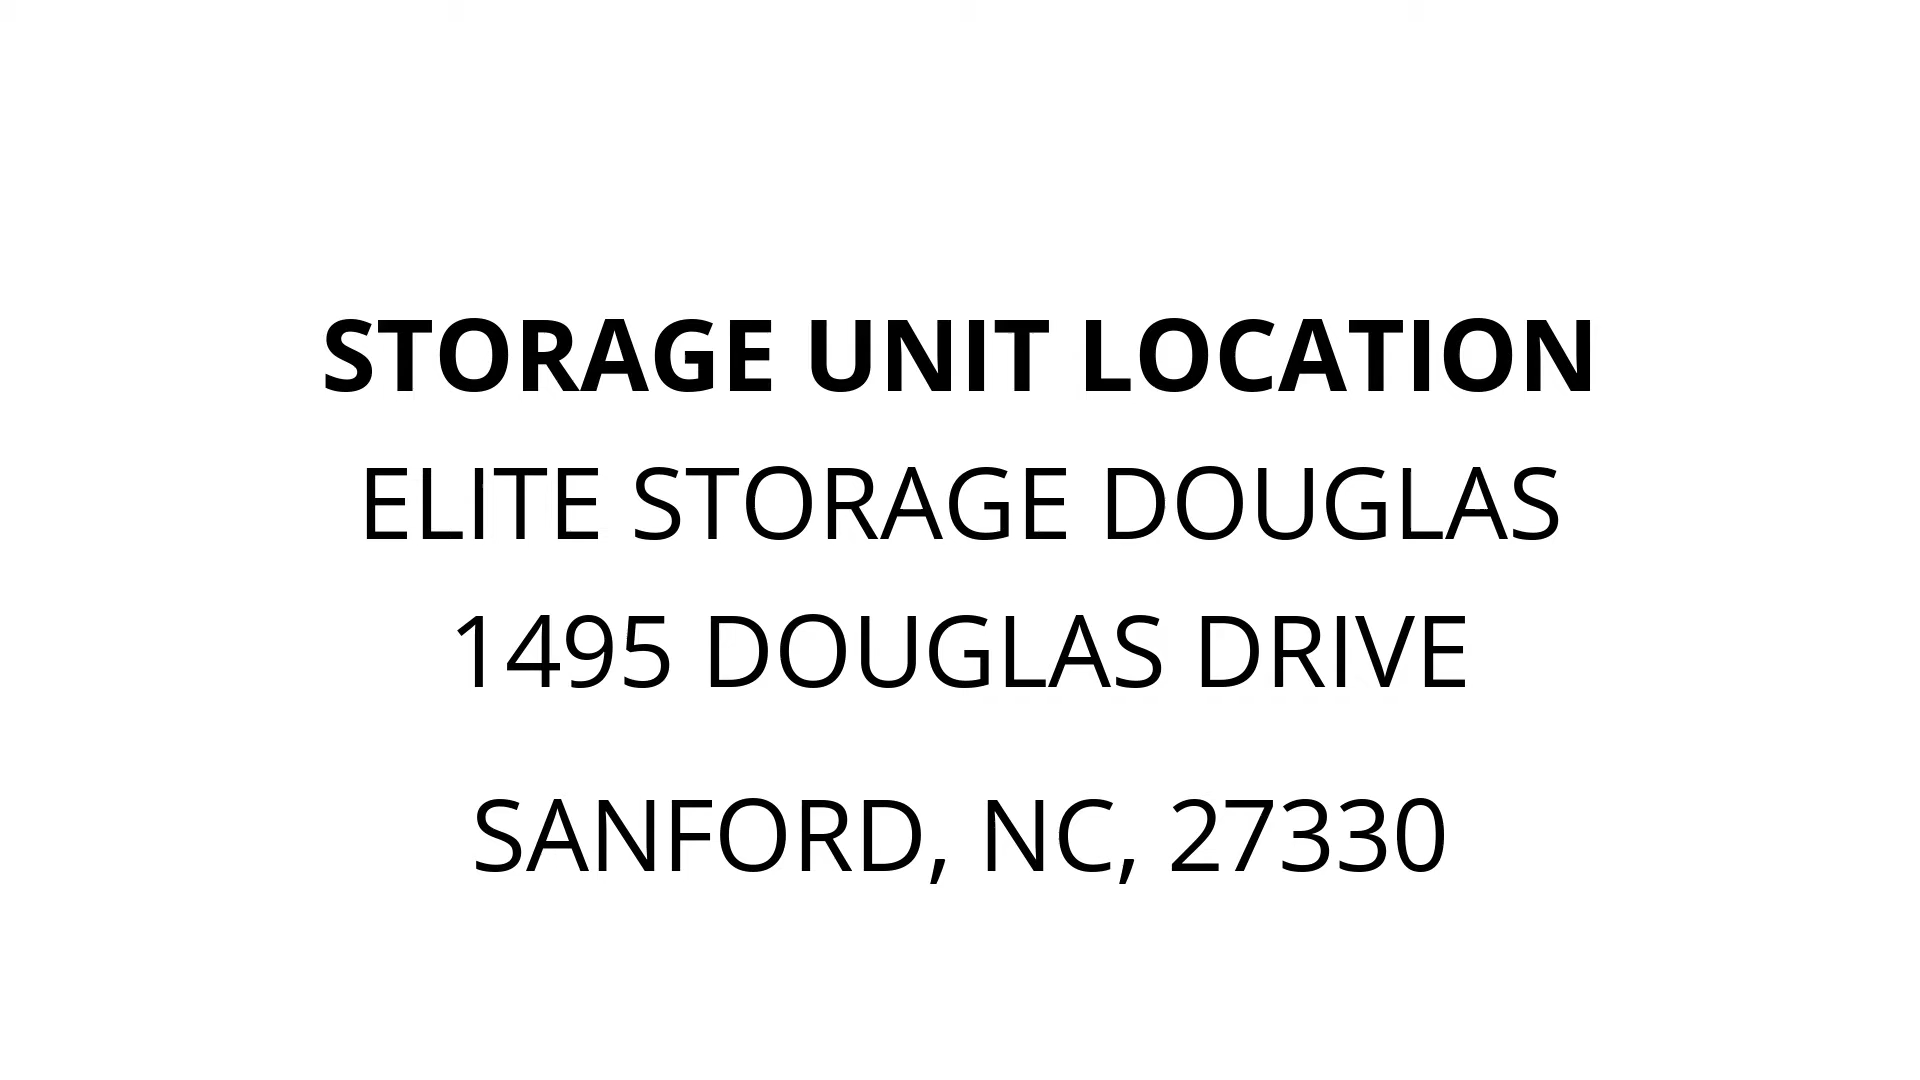 STORAGE UNIT LOCATION
ELITE STORAGE DOUGLAS
1495 DOUGLAS DRIVE
SANFORD, NC, 27330